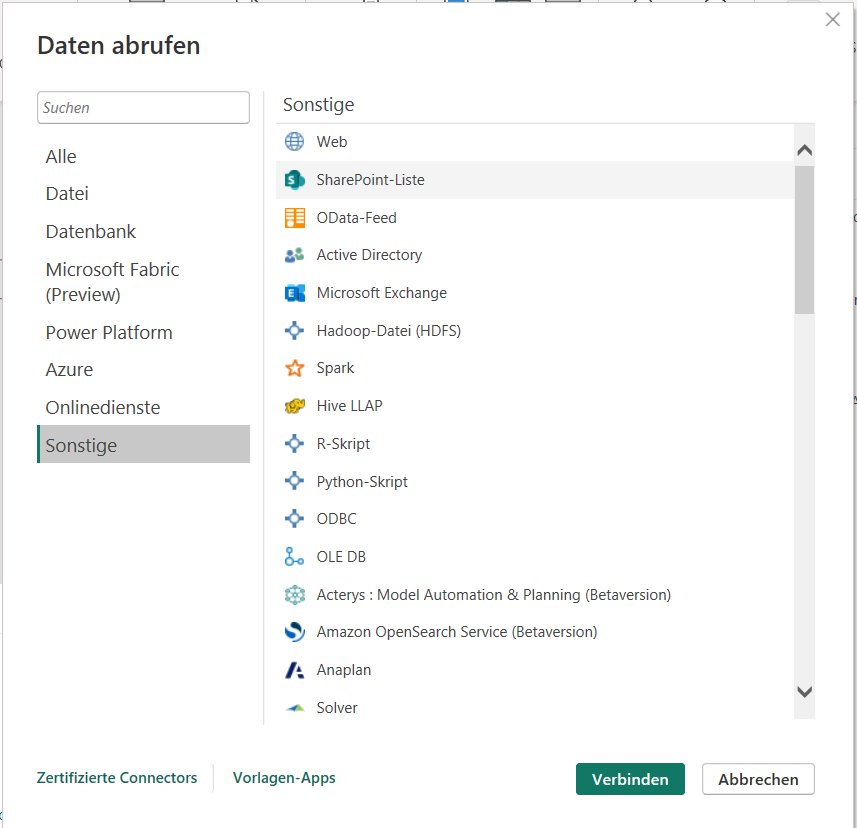 Daten abrufen
Suchen
Alle
Datei
Datenbank
Microsoft Fabric
(Preview)
Power Platform
Azure
Onlinedienste
Sonstige
Sonstige
Web
SharePoint-Liste
OData-Feed
Active Directory
Microsoft Exchange
Hadoop-Datei (HDFS)
Spark
Hive LLAP
R-Skript
Python-Skript
ODBC
OLE DB
Acterys : Model Automation & Planning (Betaversion)
Amazon OpenSearch Service (Betaversion)
Anaplan
Solver
Zertifizierte Connectors
Vorlagen-Apps
Verbinden
Abbrechen